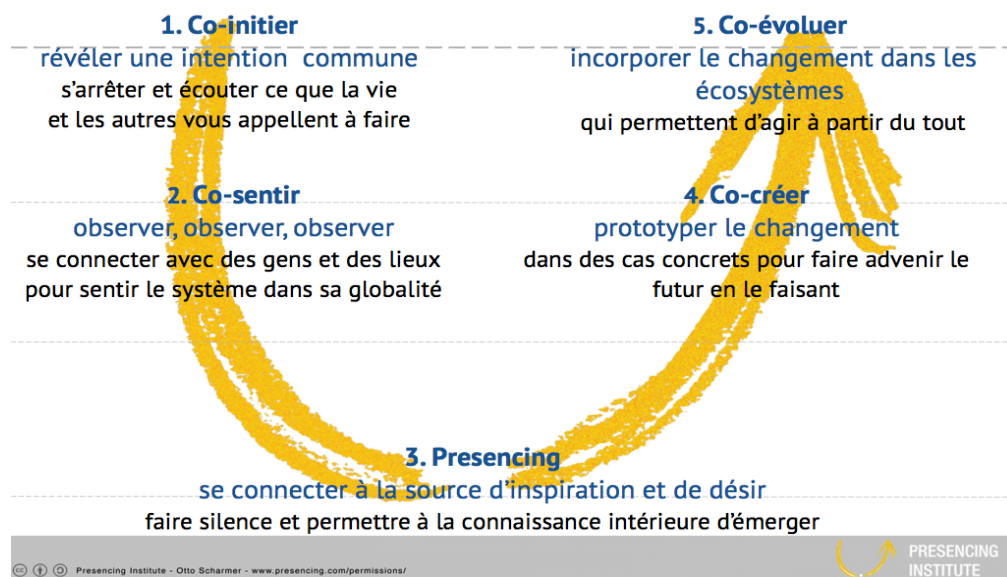 1. Co-initier
révéler une intention commune
s'arrêter et écouter ce que la vie
et les autres vous appellent à faire
2. Co-sentir
observer, observer, observer
se connecter avec des gens et des lieux
pour sentir le système dans sa globalité
3. Presencing
se connecter à la source d'inspiration et de désir
faire silence et permettre à la connaissance intérieure d'émerger
4. Co-créer
prototyper le changement
dans des cas concrets pour faire advenir le
futur en le faisant
5. Co-évoluer
incorporer le changement dans les
écosystèmes
qui permettent d'agir à partir du tout
cc Presencing Institute - Otto Scharmer - www.presencing.com/permissions/
PRESENCING
INSTITUTE